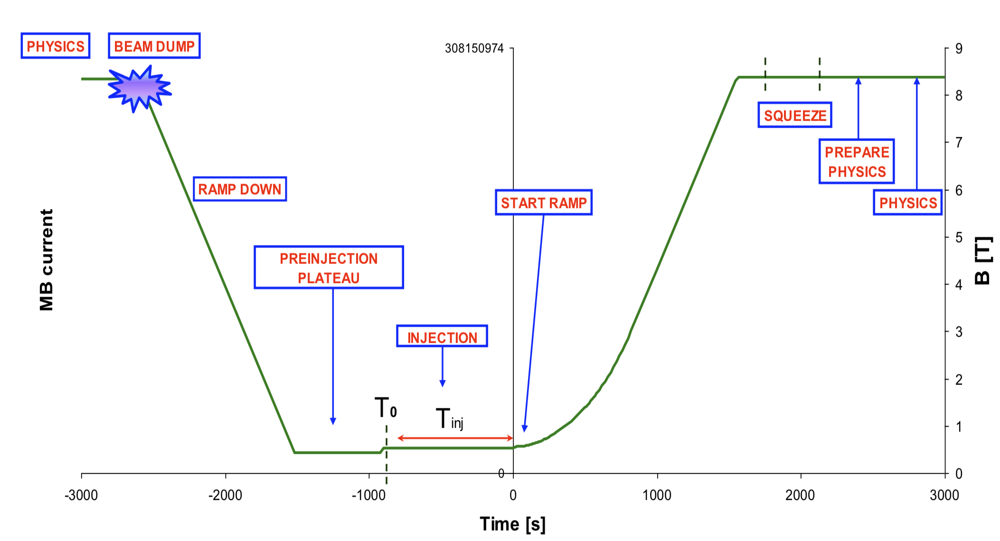 PHYSICS
BEAM DUMP
308150974
9
8
SQUEEZE
7
PREPARE
PHYSICS
RAMP DOWN
6
START RAMP
PHYSICS
MB current
5
B [T]
PREINJECTION
PLATEAU
4
INJECTION
3
2
T0
Tinj
1
0
0
-3000
-2000
-1000
0
1000
2000
3000
Time [s]